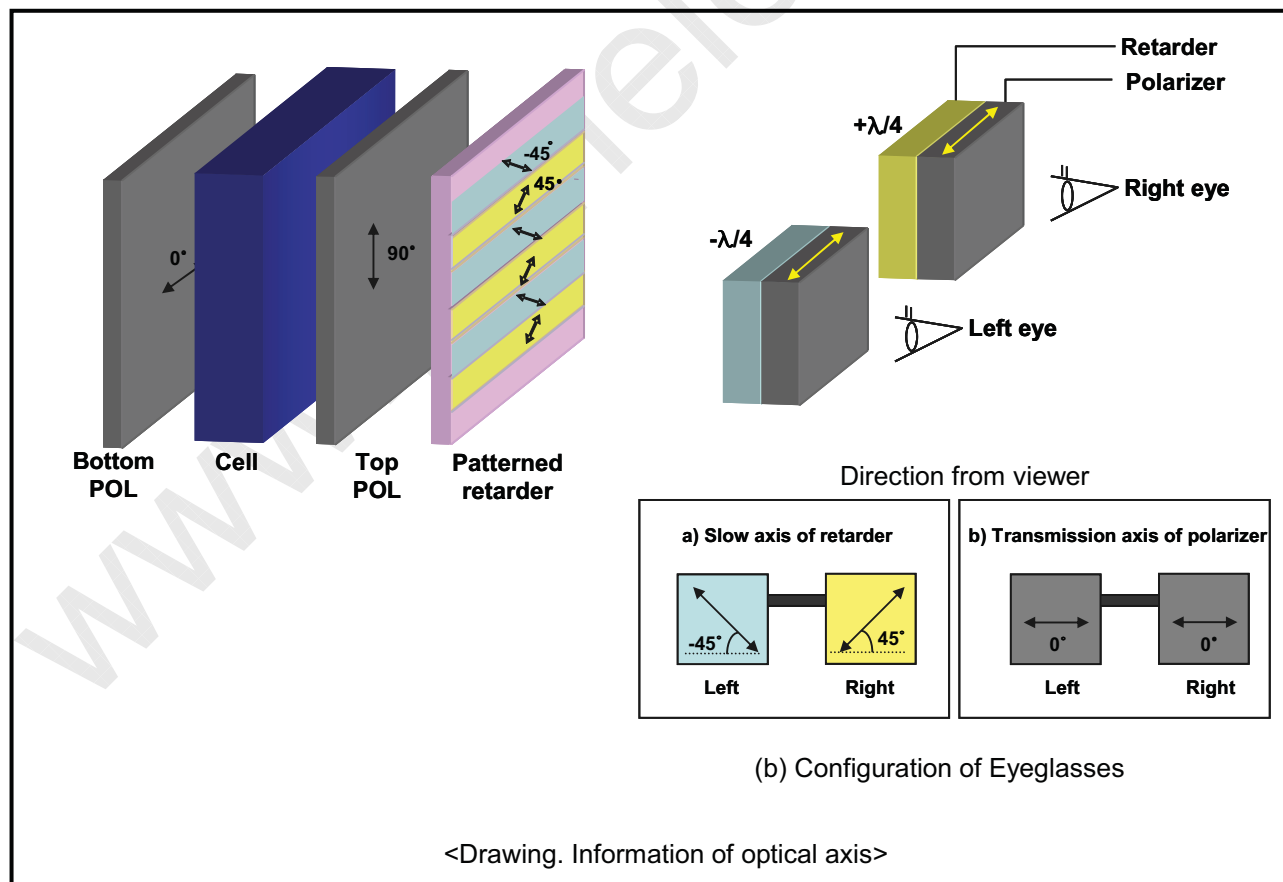 Retarder
Polarizer
+λ/4
Right eye
-λ/4
Left eye
-45°
45°
0°
90°
Bottom
POL
Cell
Top
POL
Patterned
retarder
Direction from viewer
a) Slow axis of retarder
-45°
45°
Left
Right
b) Transmission axis of polarizer
0°
0°
Left
Right
(b) Configuration of Eyeglasses
<Drawing. Information of optical axis>